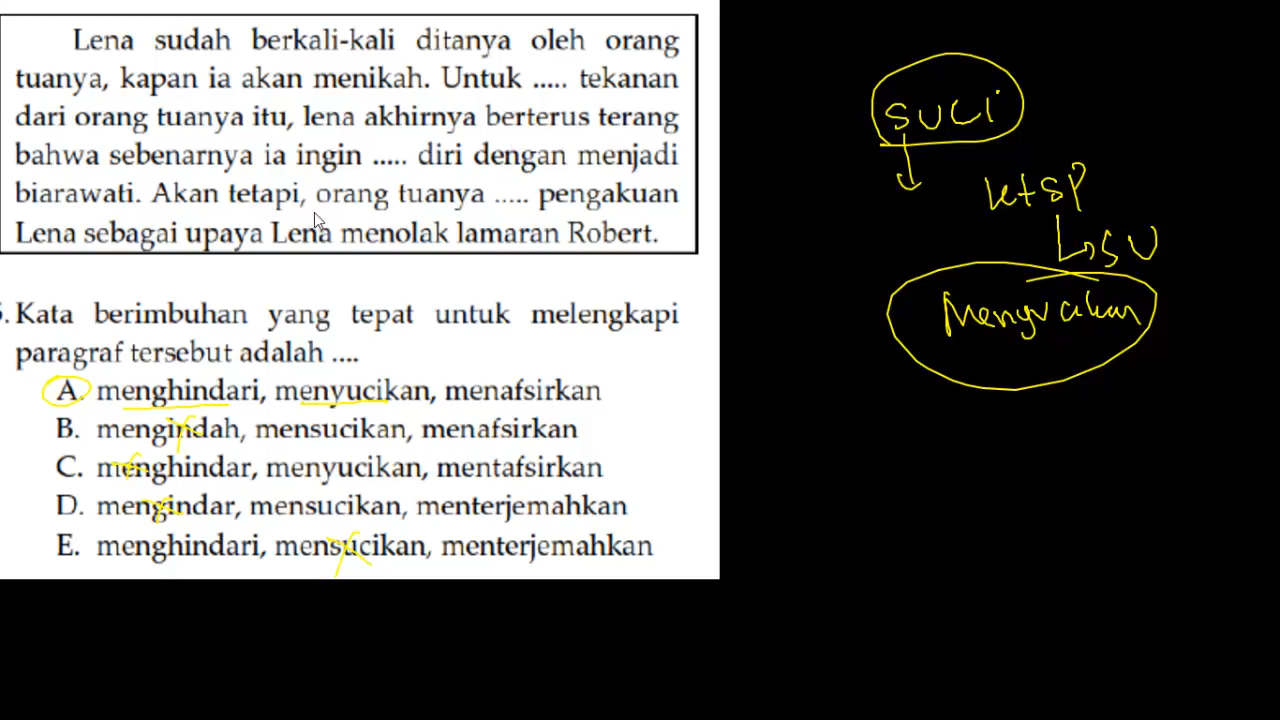 Lena sudah berkali-kali ditanya oleh orang
tuanya, kapan ia akan menikah. Untuk ..... tekanan
dari orang tuanya itu, lena akhirnya berterus terang
bahwa sebenarnya ia ingin ..... diri dengan menjadi
biarawati. Akan tetapi, orang tuanya ..... pengakuan
Lena sebagai upaya Lena menolak lamaran Robert.
. Kata berimbuhan yang tepat untuk melengkapi
paragraf tersebut adalah ....
A. menghindari, menyucikan, menafsirkan
B. mengindah, mensucikan, menafsirkan
C. menghindar, menyucikan, mentafsirkan
D. mengindar, mensucikan, menterjemahkan
E. menghindari, mensucikan, menterjemahkan
SUCI
ktsp